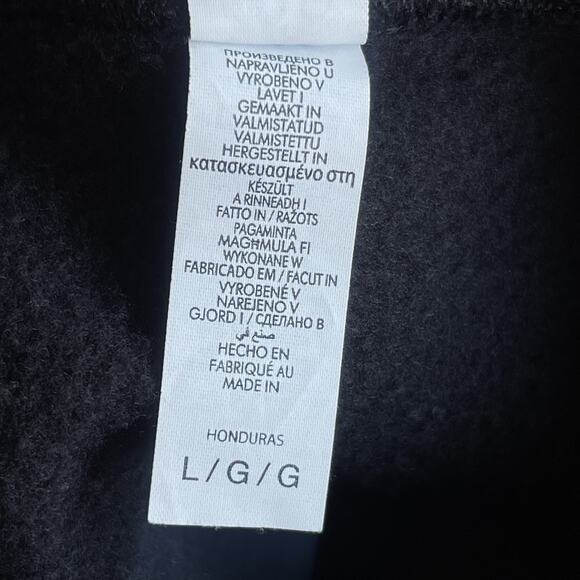 ПРОИЗВЕДЕНО В
NAPRAVLJENO U
VYROBENO V
LAVET I
GEMAAKT IN
VALMISTATUD
VALMISTETTU
HERGESTELLT IN
κατασκευασμένο στη
KÉSZÜLT
A RINNEADH I
FATTO IN / RAŽOTS
PAGAMINTA
MAGĦMULA FI
WYKONANE W
FABRICADO EM / FACUT IN
VYROBENÉ V
NAREJENO V
GJORD I / СДЕЛАНО В
صنع في
HECHO EN
FABRIQUÉ AU
MADE IN
HONDURAS
L / G / G